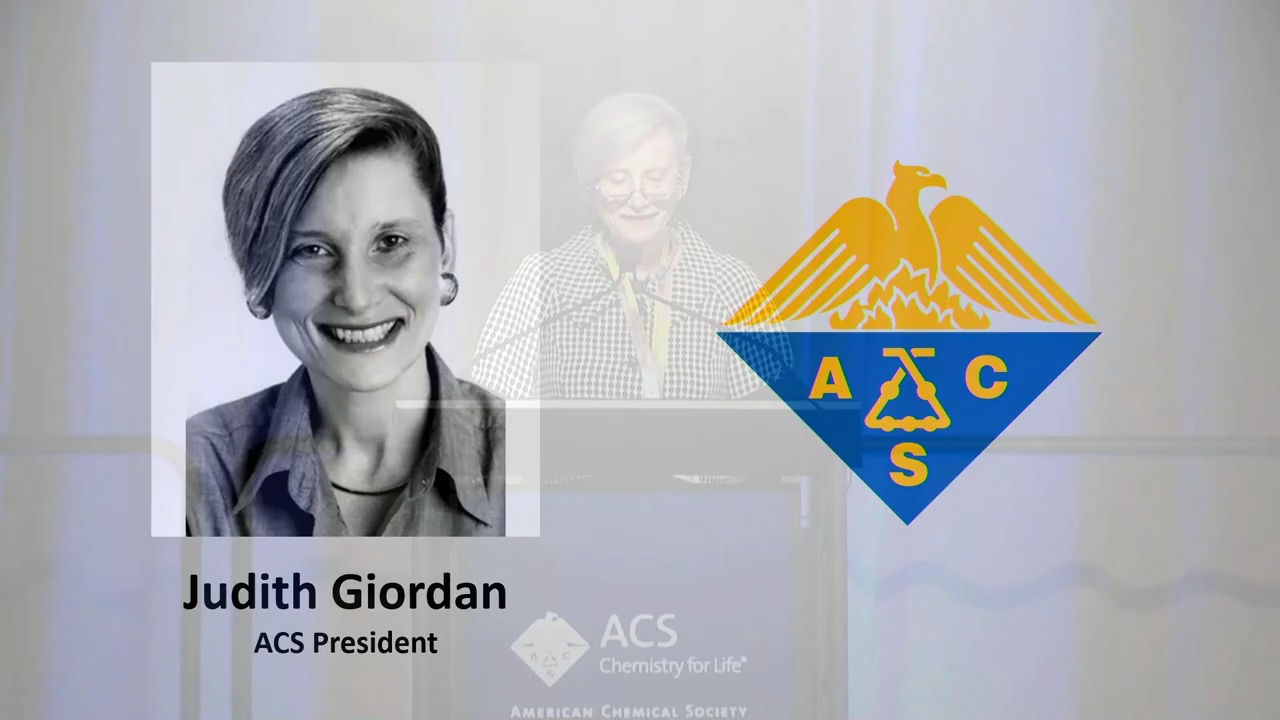 Judith Giordan
ACS President
A C
S
ACS
Chemistry for Life®
A C
S
AMERICAN CHEMICAL SOCIETY